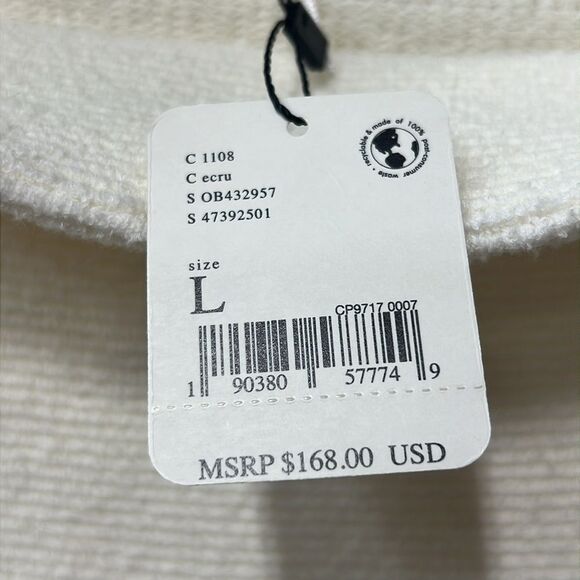 C 1108
C ecru
S OB432957
S 47392501
recyclable & made of 100% post-consumer waste •
size
L
CP9717 0007
1 90380 57774 9
MSRP $168.00 USD